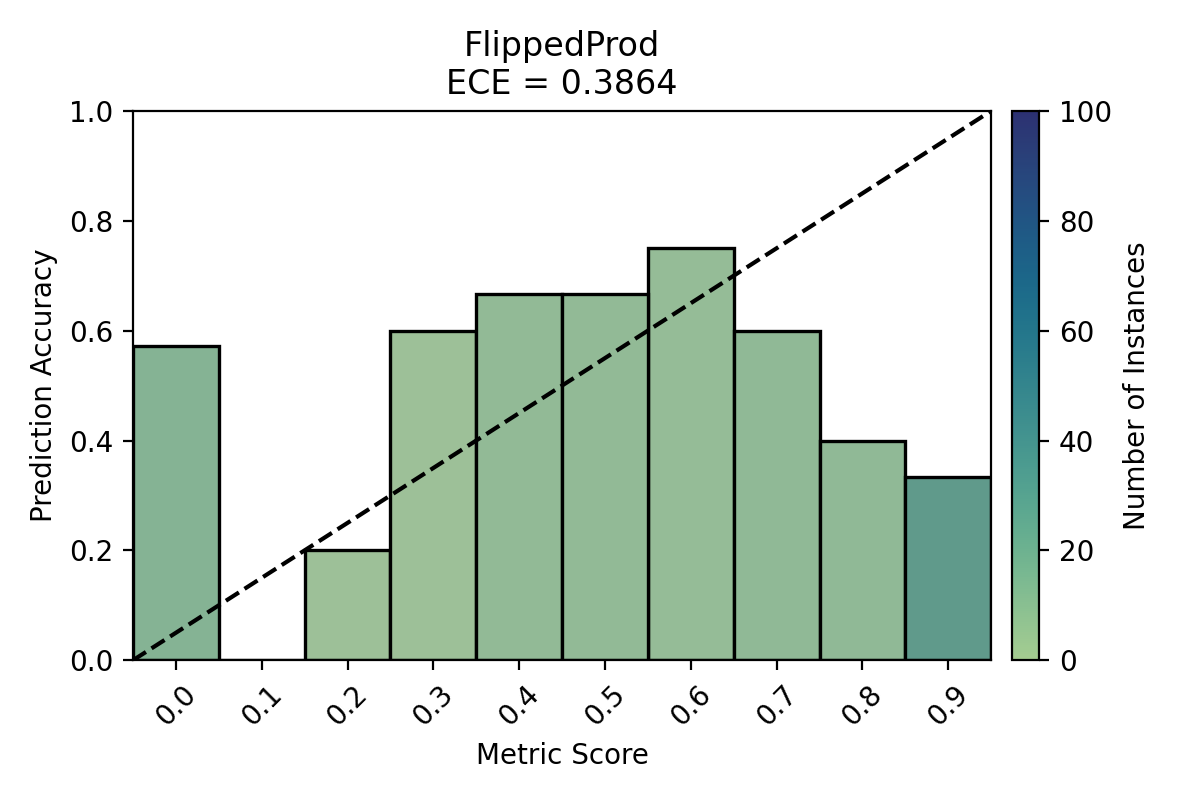 FlippedProd
ECE = 0.3864
1.0
0.8
0.6
0.4
0.2
0.0
Prediction Accuracy
0.0 0.1 0.2 0.3 0.4 0.5 0.6 0.7 0.8 0.9
Metric Score
100
80
60
40
20
0
Number of Instances